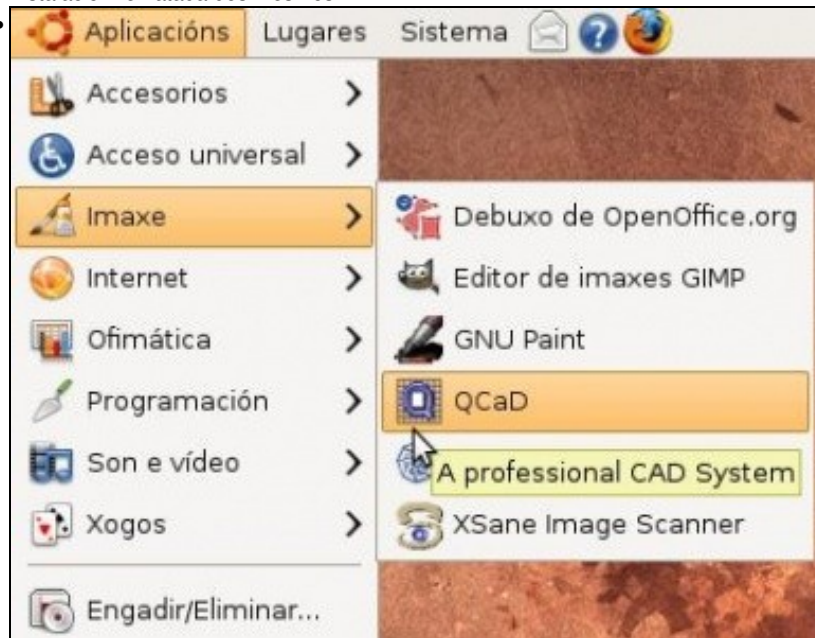 Aplicacións Lugares Sistema
Accesorios
Acceso universal
Imaxe
Internet
Ofimática
Programación
Son e vídeo
Xogos
Engadir/Eliminar...
Debuxo de OpenOffice.org
Editor de imaxes GIMP
GNU Paint
QCaD
A professional CAD System
XSane Image Scanner